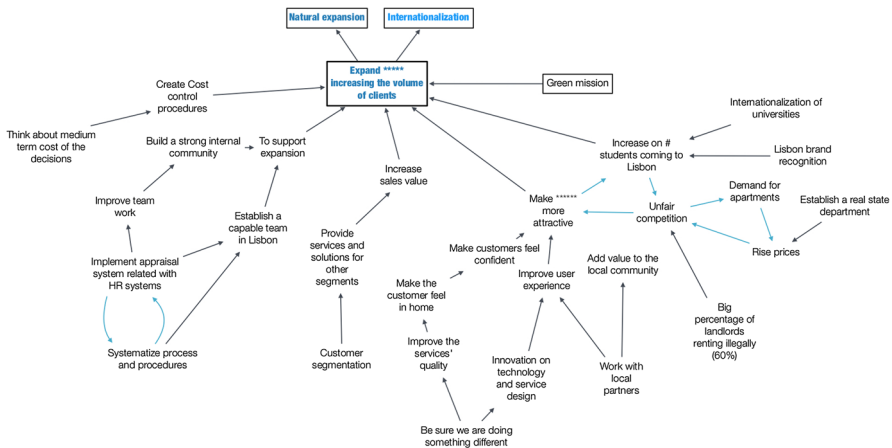 Natural expansion
Internationalization
Expand *****
increasing the volume
of clients
Green mission
Create Cost
control
procedures
Think about medium
term cost of the
decisions
Build a strong internal
community
To support
expansion
Increase
sales value
Increase on #
students coming to
Lisbon
Internationalization of
universities
Lisbon brand
recognition
Improve team
work
Establish a
capable team
in Lisbon
Make ******
more
attractive
Unfair
competition
Demand for
apartments
Establish a real state
department
Rise prices
Implement appraisal
system related with
HR systems
Provide
services and
solutions for
other
segments
Make customers feel
confident
Add value to the
local community
Make the
customer feel
in home
Improve user
experience
Big
percentage of
landlords
renting illegally
(60%)
Systematize process
and procedures
Customer
segmentation
Improve the
services'
quality
Innovation on
technology
and service
design
Work with
local
partners
Be sure we are doing
something different